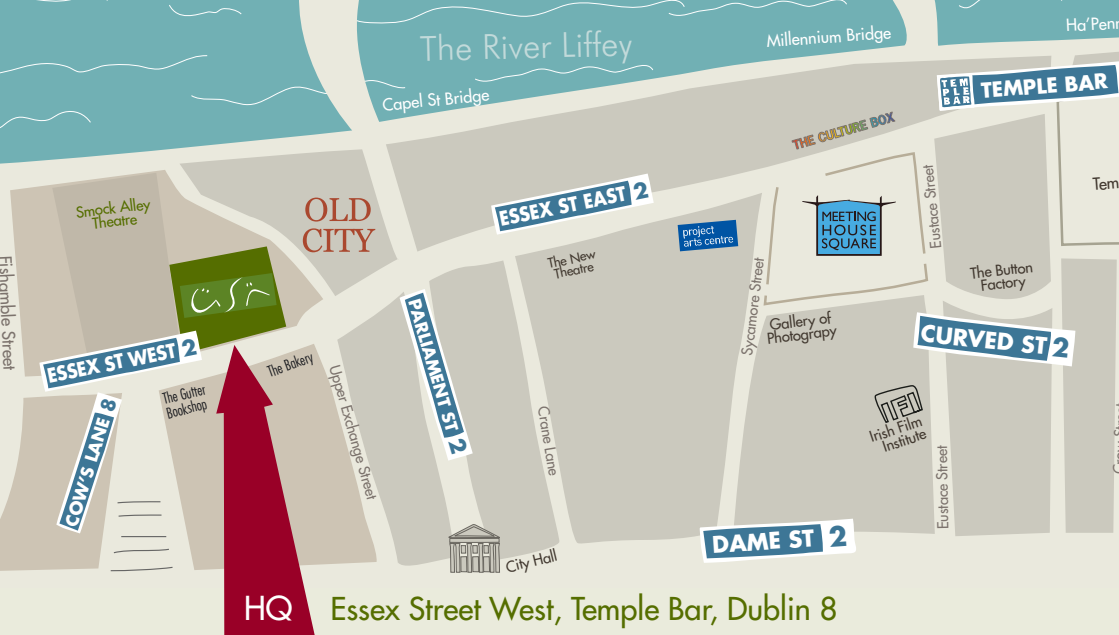 The River Liffey
Millennium Bridge
Capel St Bridge
TEM
PLE
BAR
TEMPLE BAR
THE CULTURE BOX
Smock Alley
Theatre
OLD
CITY
ESSEX ST EAST 2
project
arts centre
MEETING
HOUSE
SQUARE
Eustace Street
The New
Theatre
The Button
Factory
Fishamble Street
Sycamore Street
Gallery of
Photograpy
CURVED ST 2
ESSEX ST WEST 2
PARLIAMENT ST 2
The Bakery
The Gutter
Bookshop
Upper Exchange Street
COW'S LANE 8
Crane Lane
IFI
Irish Film
Institute
Eustace Street
City Hall
DAME ST 2
HQ
Essex Street West, Temple Bar, Dublin 8